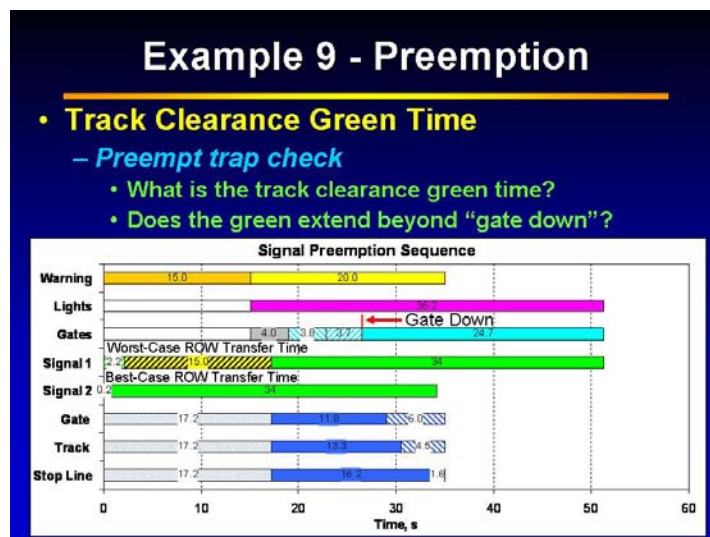 Example 9 - Preemption
• Track Clearance Green Time
– Preempt trap check
• What is the track clearance green time?
• Does the green extend beyond “gate down”?
Signal Preemption Sequence
Warning 15.0 20.0
Lights 36.2
Gates 4.0 3.8 3.7 24.7
Gate Down
Worst-Case ROW Transfer Time
Signal 1 2.2 15.0 34
Best-Case ROW Transfer Time
Signal 2 0.2 34
Gate 17.2 11.8 6.0
Track 17.2 13.3 4.5
Stop Line 17.2 16.2 1.6
0 10 20 30 40 50 60
Time, s